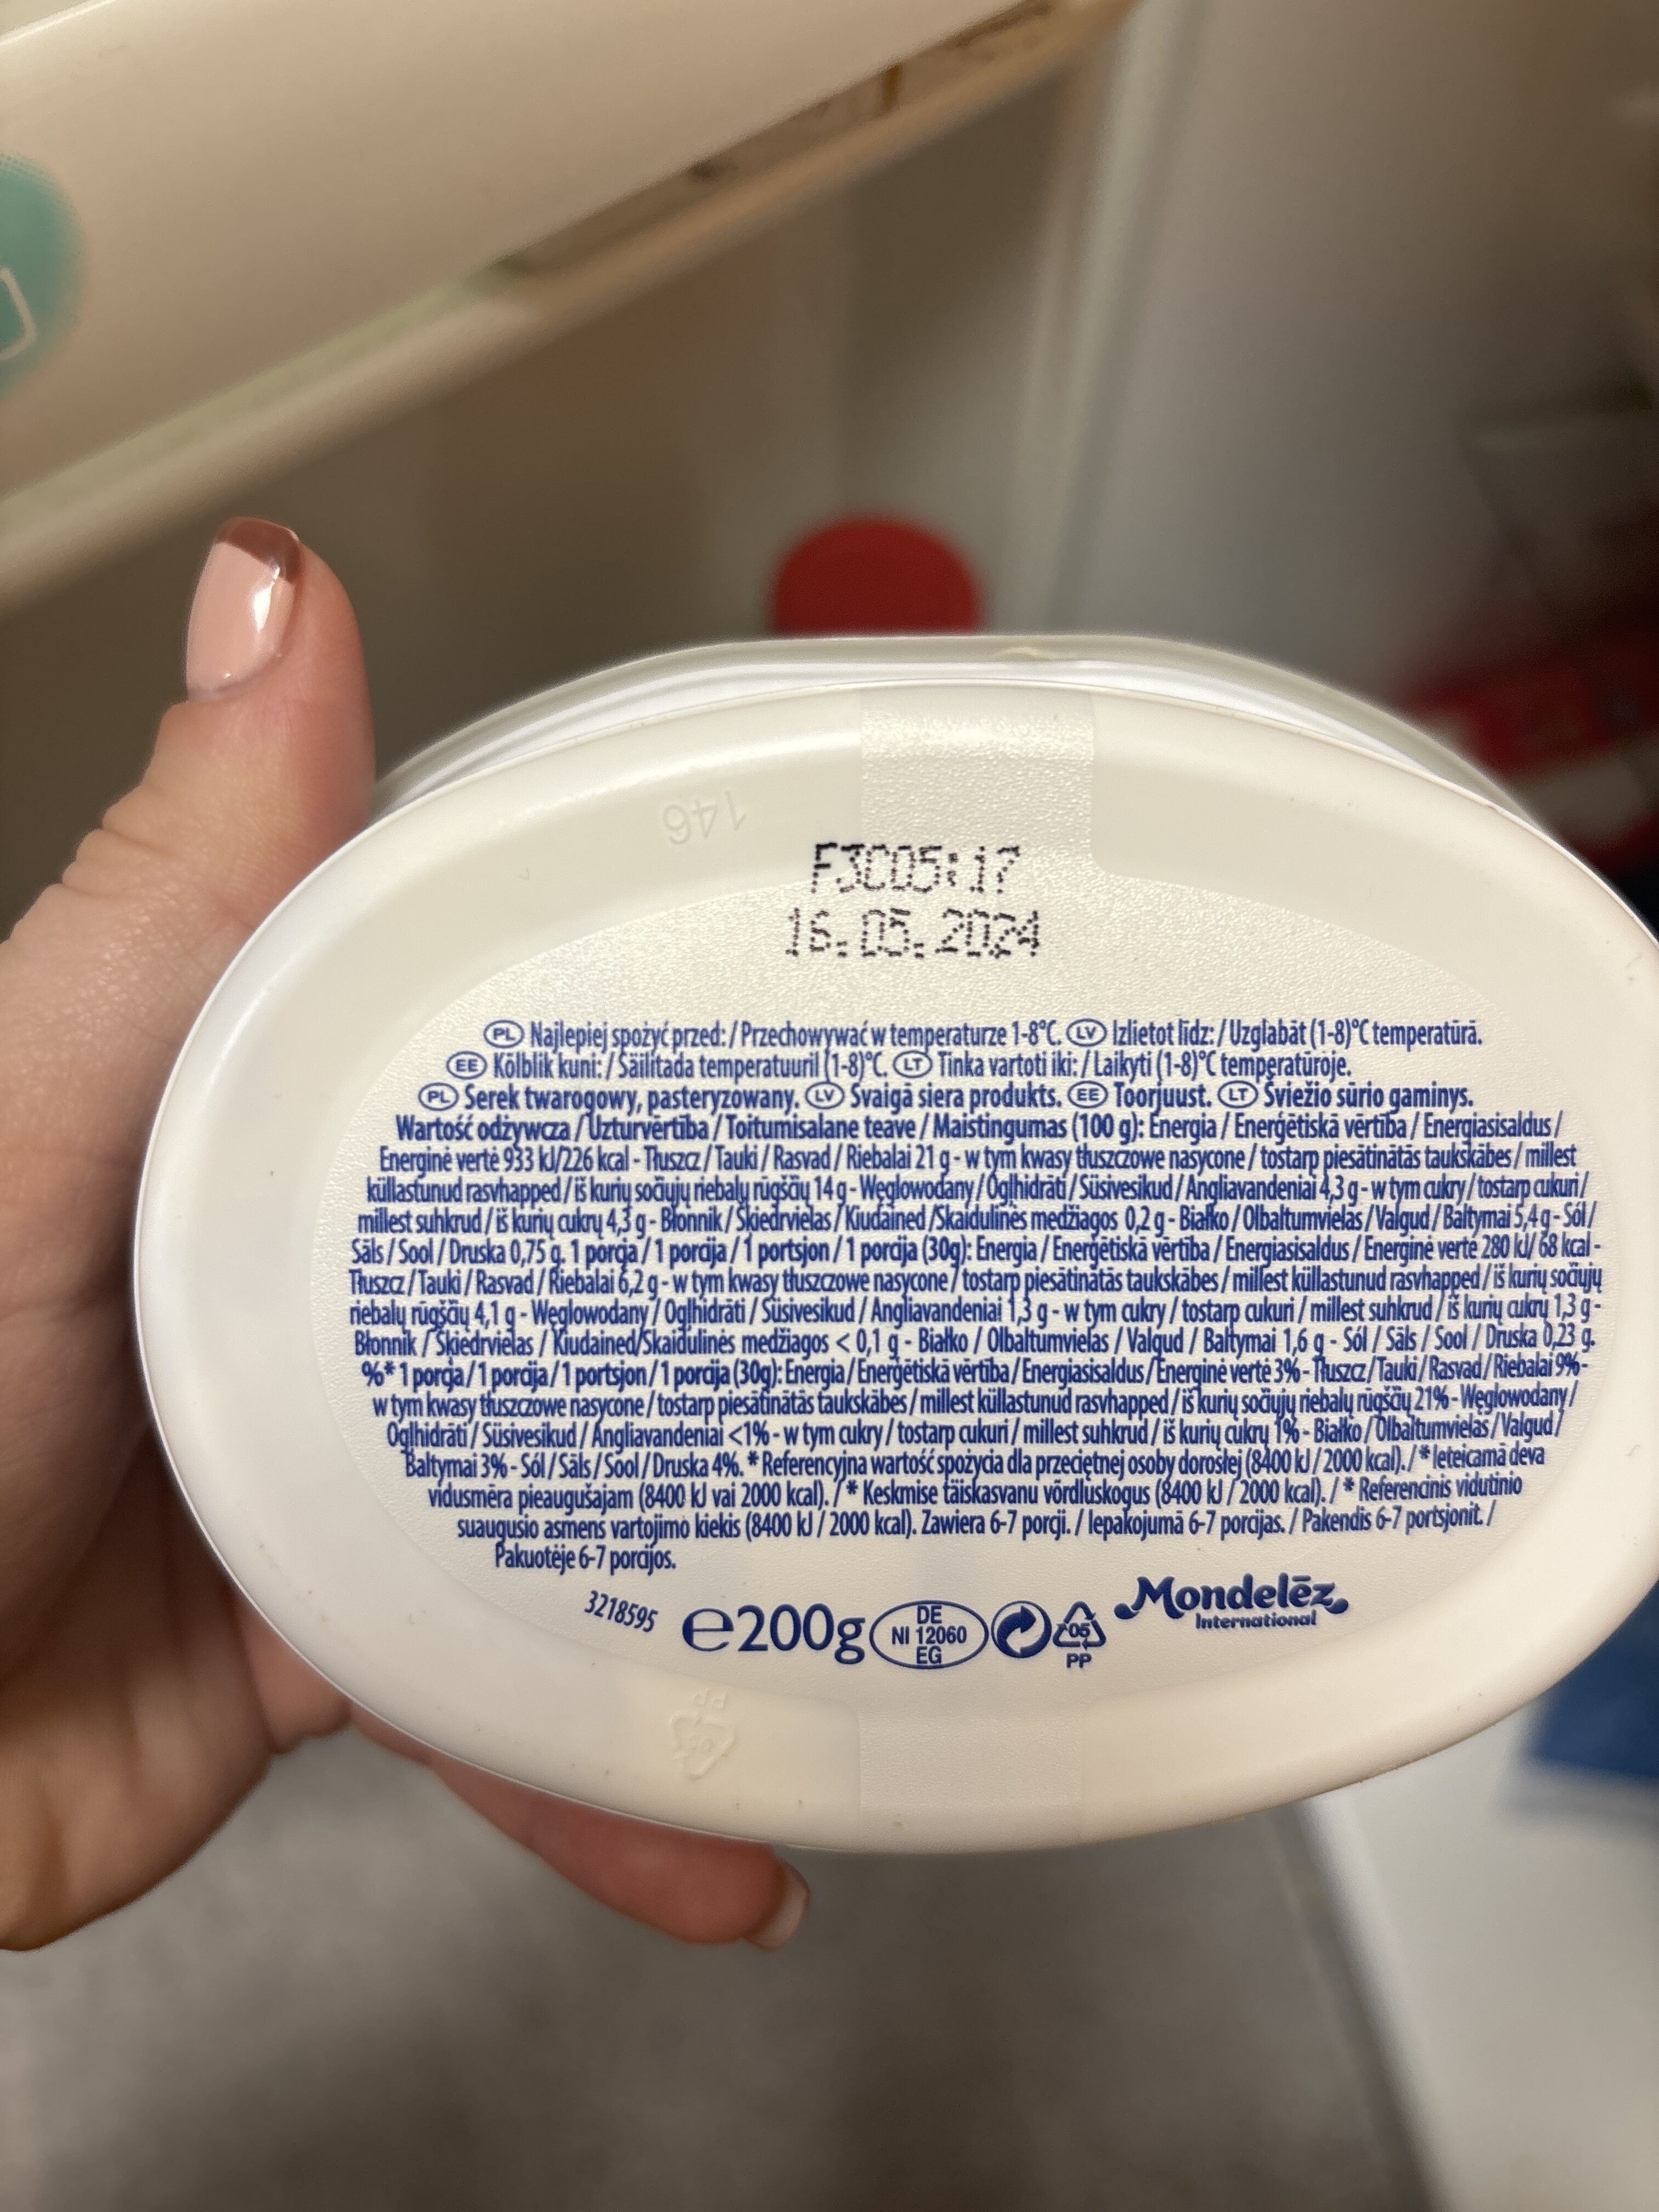 146
F3C05:17
16.05.2024
PL Najlepiej spożyć przed: / Przechowywać w temperaturze 1-8°C. LV Izlietot līdz: / Uzglabāt (1-8)°C temperatūrā.
EE Kõlblik kuni: / Säilitada temperatuuril (1-8)°C. LT Tinka vartoti iki: / Laikyti (1-8)°C temperatūroje.
PL Serek twarogowy, pasteryzowany. LV Svaigā siera produkts. EE Toorjuust. LT Šviežio sūrio gaminys.
Wartość odżywcza / Uzturvērtība / Toitumisalane teave / Maistingumas (100 g): Energia / Enerģētiskā vērtība / Energiasisaldus /
Energinė vertė 933 kJ/226 kcal - Tłuszcz / Tauki / Rasvad / Riebalai 21 g - w tym kwasy tłuszczowe nasycone / tostarp piesātinātās taukskābes / millest
küllastunud rasvhapped / iš kurių sočiųjų riebalų rūgščių 14 g - Węglowodany / Ogļhidrāti / Süsivesikud / Angliavandeniai 4,3 g - w tym cukry / tostarp cukuri /
millest suhkrud / iš kurių cukrų 4,3 g - Błonnik / Šķiedrvielas / Kiudained /Skaidulinės medžiagos 0,2 g - Białko / Olbaltumvielas / Valgud / Baltymai 5,4 g - Sól /
Sāls / Sool / Druska 0,75 g. 1 porcja / 1 porcija / 1 portsjon / 1 porcija (30g): Energia / Enerģētiskā vērtība / Energiasisaldus / Energinė vertė 280 kJ/ 68 kcal -
Tłuszcz / Tauki / Rasvad / Riebalai 6,2 g - w tym kwasy tłuszczowe nasycone / tostarp piesātinātās taukskābes / millest küllastunud rasvhapped / iš kurių sočiųjų
riebalų rūgščių 4,1 g - Węglowodany / Ogļhidrāti / Süsivesikud / Angliavandeniai 1,3 g - w tym cukry / tostarp cukuri / millest suhkrud / iš kurių cukrų 1,3 g -
Błonnik / Šķiedrvielas / Kiudained/Skaidulinės medžiagos < 0,1 g - Białko / Olbaltumvielas / Valgud / Baltymai 1,6 g - Sól / Sāls / Sool / Druska 0,23 g.
%* 1 porcja / 1 porcija / 1 portsjon / 1 porcija (30g): Energia / Enerģētiskā vērtība / Energiasisaldus / Energinė vertė 3% - Tłuszcz / Tauki / Rasvad / Riebalai 9% -
w tym kwasy tłuszczowe nasycone / tostarp piesātinātās taukskābes / millest küllastunud rasvhapped / iš kurių sočiųjų riebalų rūgščių 21% - Węglowodany /
Ogļhidrāti / Süsivesikud / Angliavandeniai <1% - w tym cukry / tostarp cukuri / millest suhkrud / iš kurių cukrų 1% - Białko / Olbaltumvielas / Valgud /
Baltymai 3% - Sól / Sāls / Sool / Druska 4%. * Referencyjna wartość spożycia dla przeciętnej osoby dorosłej (8400 kJ / 2000 kcal). / * Ieteicamā deva
vidusmēra pieaugušajam (8400 kJ vai 2000 kcal). / * Keskmise täiskasvanu võrdluskogus (8400 kJ / 2000 kcal). / * Referencinis vidutinio
suaugusio asmens vartojimo kiekis (8400 kJ / 2000 kcal). Zawiera 6-7 porcji. / Iepakojumā 6-7 porcijas. / Pakendis 6-7 portsjonit. /
Pakuotėje 6-7 porcijos.
3218595 e200g DE NI 12060 EG 05 PP Mondelēz International
PP